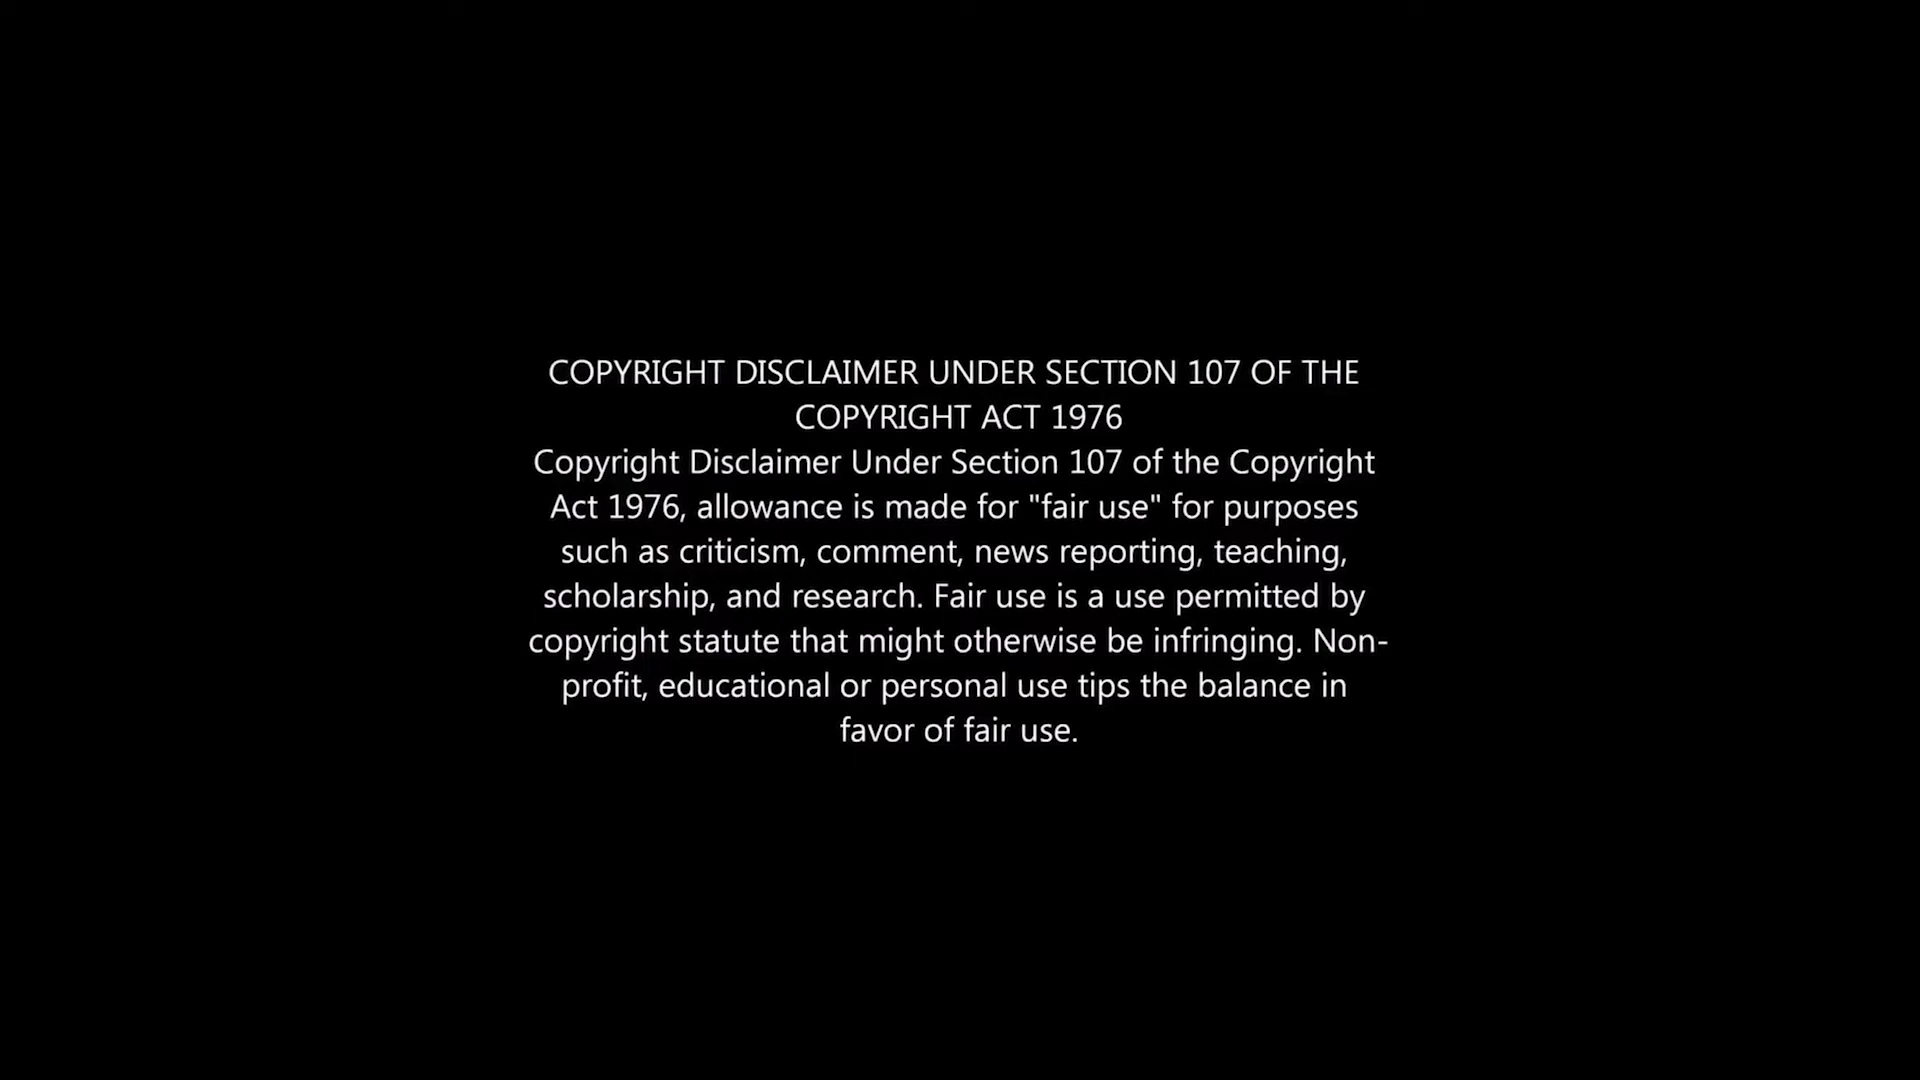 COPYRIGHT DISCLAIMER UNDER SECTION 107 OF THE
COPYRIGHT ACT 1976
Copyright Disclaimer Under Section 107 of the Copyright
Act 1976, allowance is made for "fair use" for purposes
such as criticism, comment, news reporting, teaching,
scholarship, and research. Fair use is a use permitted by
copyright statute that might otherwise be infringing. Non-
profit, educational or personal use tips the balance in
favor of fair use.